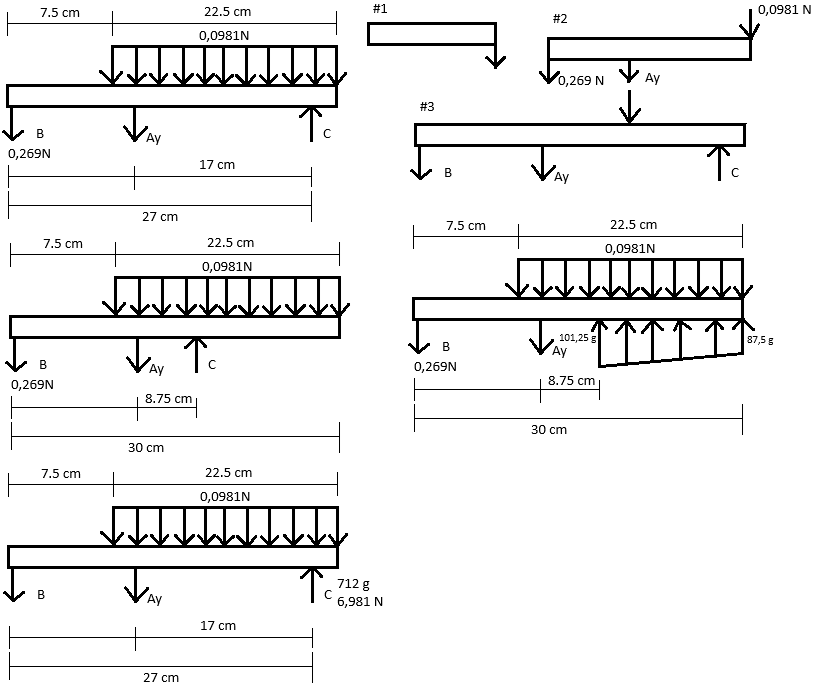 7.5 cm
22.5 cm
0,0981N
B
Ay
C
0,269N
17 cm
27 cm
#1
#2
0,0981 N
0,269 N
Ay
#3
B
Ay
C
7.5 cm
22.5 cm
0,0981N
B
Ay
C
0,269N
8.75 cm
30 cm
7.5 cm
22.5 cm
0,0981N
101,25 g
87,5 g
B
Ay
0,269N
8.75 cm
30 cm
7.5 cm
22.5 cm
0,0981N
B
Ay
C
712 g
6,981 N
17 cm
27 cm